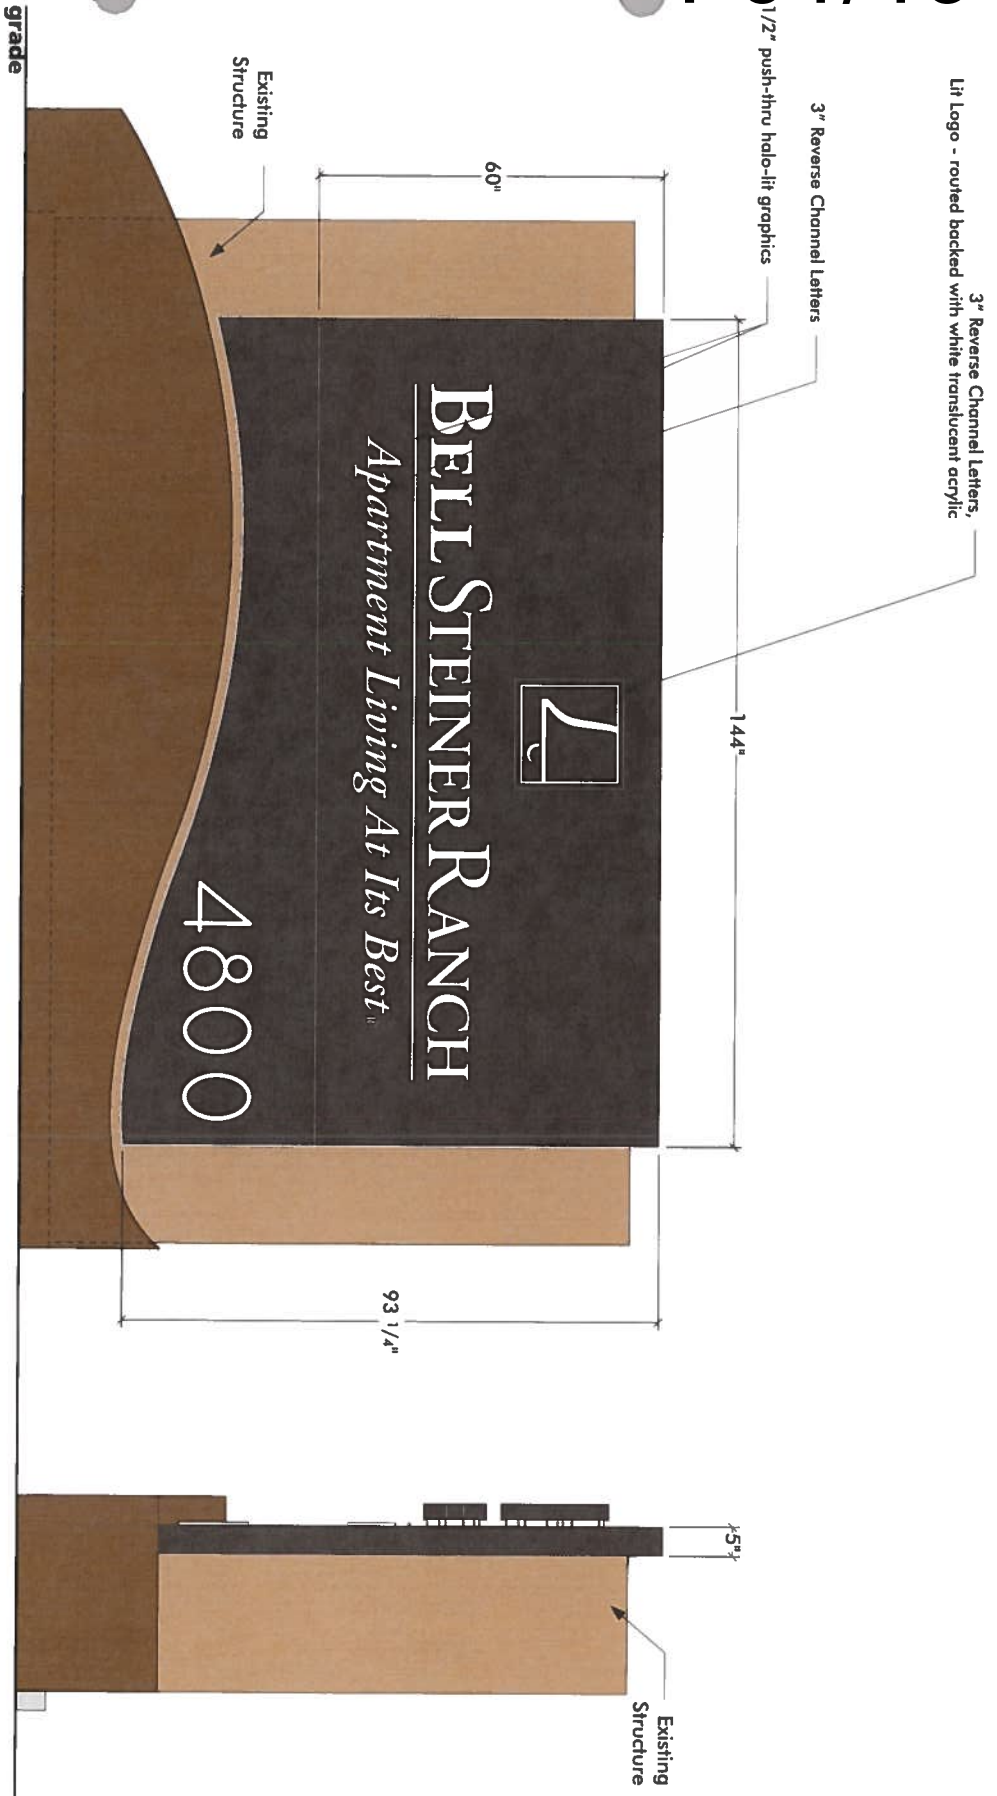 3" Reverse Channel Letters,
Lit Logo - routed backed with white translucent acrylic
3" Reverse Channel Letters
1/2" push-thru halo-lit graphics
144"
60"
Existing
Structure
BELL STEINER RANCH
Apartment Living At Its Best
4800
93 1/4"
5"
Existing
Structure
grade